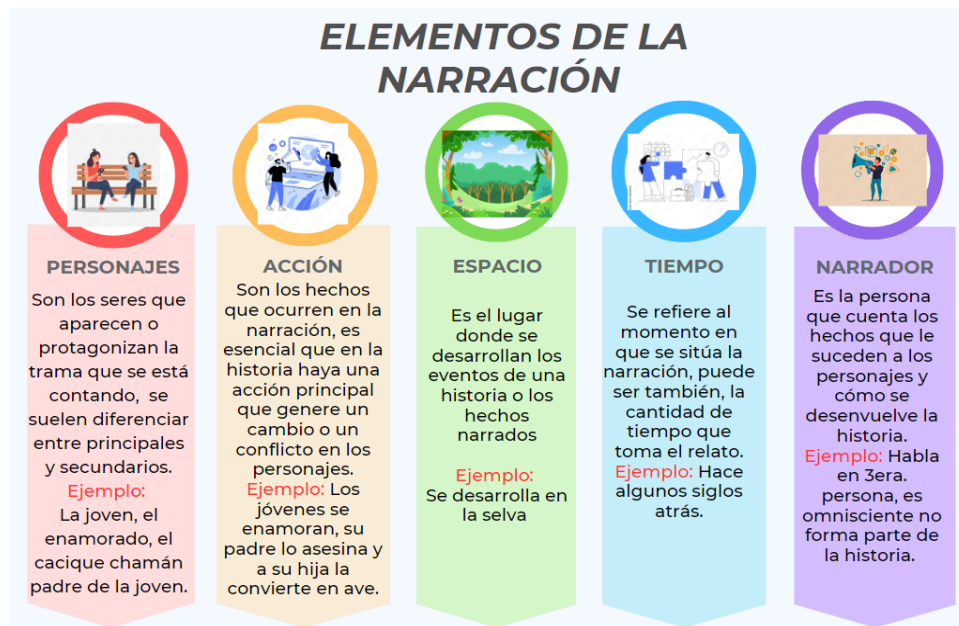 ELEMENTOS DE LA
NARRACIÓN
PERSONAJES
Son los seres que
aparecen o
protagonizan la
trama que se está
contando, se
suelen diferenciar
entre principales
y secundarios.
Ejemplo:
La joven, el
enamorado, el
cacique chamán
padre de la joven.
ACCIÓN
Son los hechos
que ocurren en la
narración, es
esencial que en la
historia haya una
acción principal
que genere un
cambio o un
conflicto en los
personajes.
Ejemplo: Los
jóvenes se
enamoran, su
padre lo asesina y
a su hija la
convierte en ave.
ESPACIO
Es el lugar
donde se
desarrollan los
eventos de una
historia o los
hechos
narrados
Ejemplo:
Se desarrolla en
la selva
TIEMPO
Se refiere al
momento en
que se sitúa la
narración, puede
ser también, la
cantidad de
tiempo que
toma el relato.
Ejemplo: Hace
algunos siglos
atrás.
NARRADOR
Es la persona
que cuenta los
hechos que le
suceden a los
personajes y
cómo se
desenvuelve la
historia.
Ejemplo: Habla
en 3era.
persona, es
omnisciente no
forma parte de
la historia.